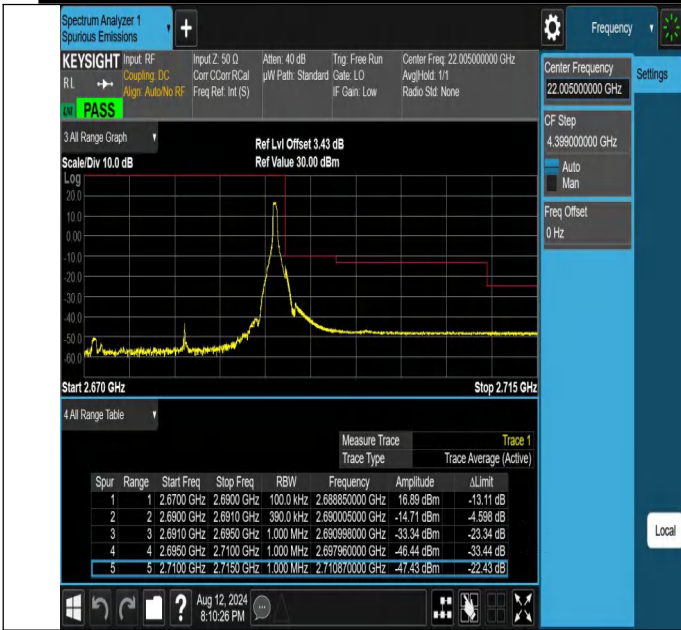 Spectrum Analyzer 1
Spurious Emissions
Frequency
KEYSIGHT
RL
PASS
Input: RF
Coupling: DC
Align: Auto/No RF
Input Z: 50 Ω
Corr CCorr RCal
Freq Ref: Int (S)
Atten: 40 dB
µW Path: Standard
Trig: Free Run
Gate: LO
IF Gain: Low
Center Freq: 22.005000000 GHz
Avg|Hold: 1/1
Radio Std: None
3 All Range Graph
Scale/Div 10.0 dB
Ref Lvl Offset 3.43 dB
Ref Value 30.00 dBm
Log
20.0
10.0
0.00
-10.0
-20.0
-30.0
-40.0
-50.0
-60.0
Start 2.670 GHz
Stop 2.715 GHz
4 All Range Table
Measure Trace Trace 1
Trace Type Trace Average (Active)
Spur Range Start Freq Stop Freq RBW Frequency Amplitude ΔLimit
1 1 2.6700 GHz 2.6900 GHz 100.0 kHz 2.688850000 GHz 16.89 dBm -13.11 dB
2 2 2.6900 GHz 2.6910 GHz 390.0 kHz 2.690005000 GHz -14.71 dBm -4.598 dB
3 3 2.6910 GHz 2.6950 GHz 1.000 MHz 2.690998000 GHz -33.34 dBm -23.34 dB
4 4 2.6950 GHz 2.7100 GHz 1.000 MHz 2.697960000 GHz -46.44 dBm -33.44 dB
5 5 2.7100 GHz 2.7150 GHz 1.000 MHz 2.710870000 GHz -47.43 dBm -22.43 dB
Center Frequency
22.005000000 GHz
Settings
CF Step
4.399000000 GHz
Auto
Man
Freq Offset
0 Hz
Local
?
Aug 12, 2024
8:10:26 PM